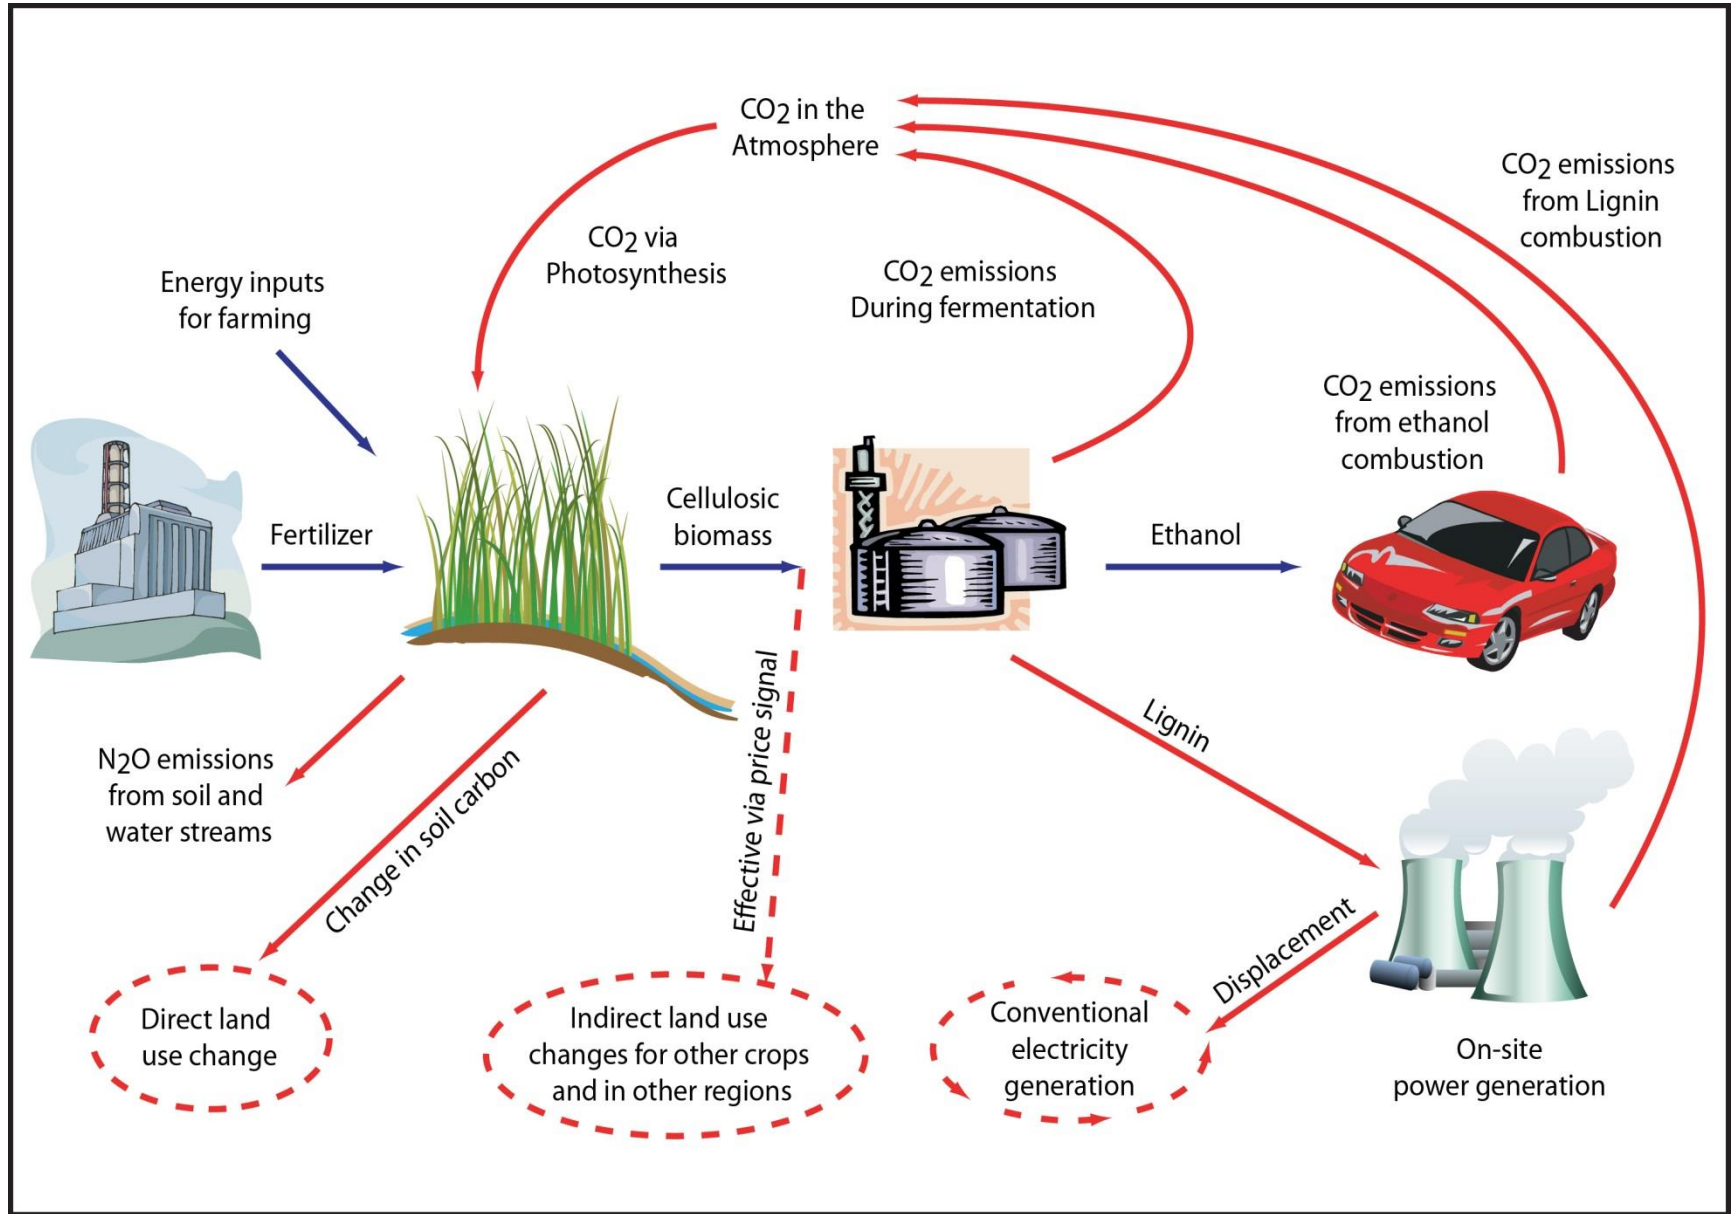 CO2 in the
Atmosphere
CO2 emissions
from Lignin
combustion
CO2 via
Photosynthesis
CO2 emissions
During fermentation
Energy inputs
for farming
CO2 emissions
from ethanol
combustion
Fertilizer
Cellulosic
biomass
Ethanol
N2O emissions
from soil and
water streams
Change in soil carbon
Effective via price signal
Lignin
Displacement
Direct land
use change
Indirect land use
changes for other crops
and in other regions
Conventional
electricity
generation
On-site
power generation